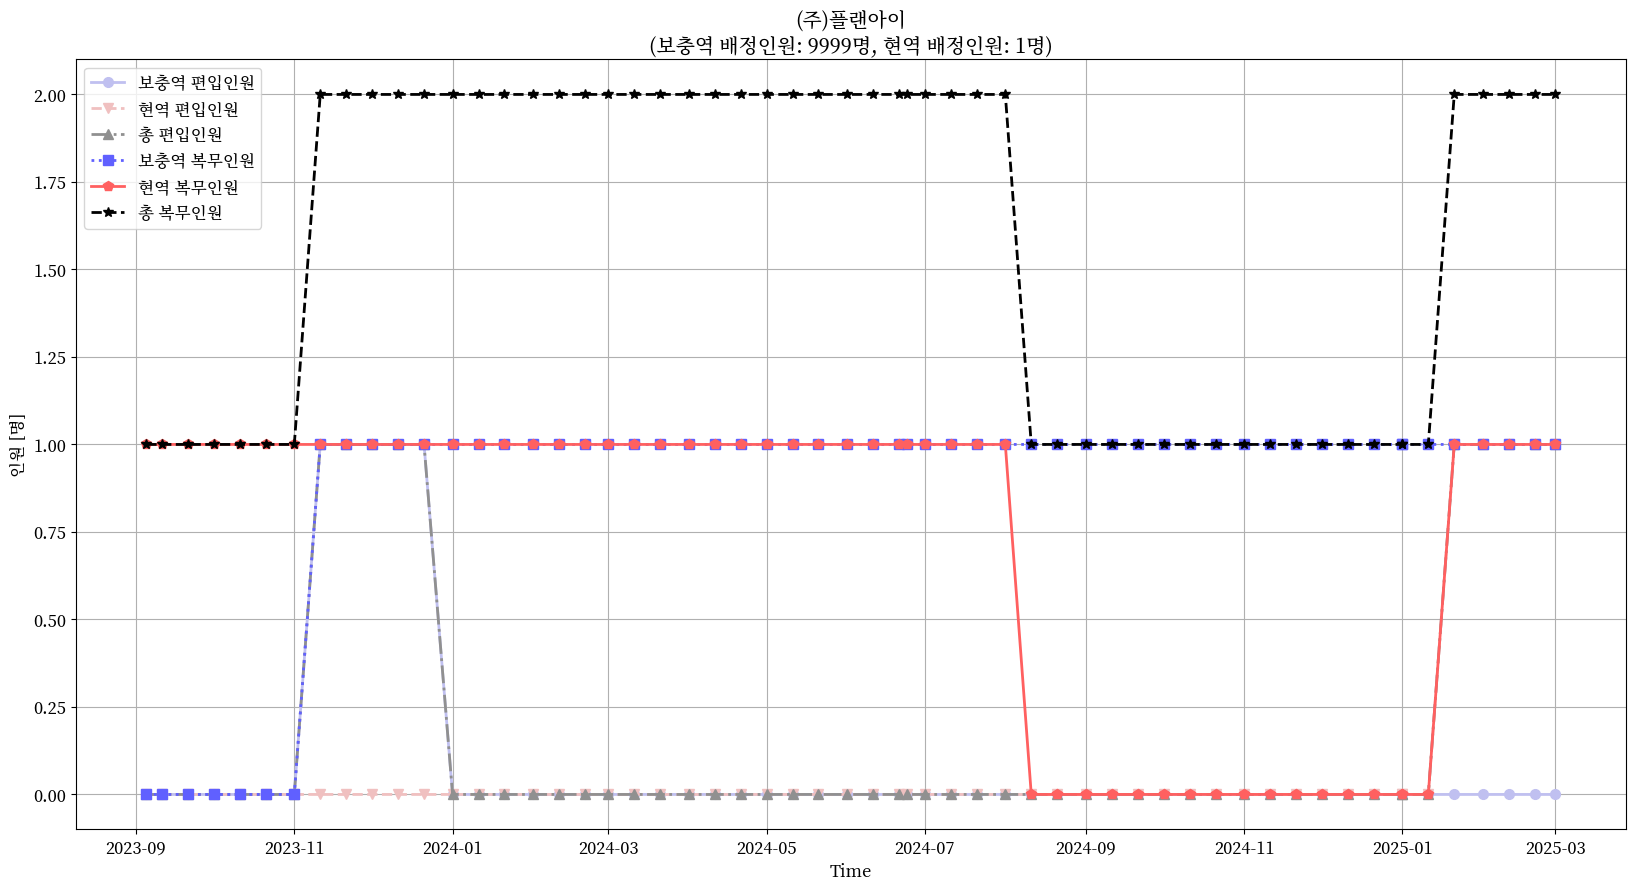 (주)플랜아이
(보충역 배정인원: 9999명, 현역 배정인원: 1명)
보충역 편입인원
현역 편입인원
총 편입인원
보충역 복무인원
현역 복무인원
총 복무인원
인원 [명]
2.00
1.75
1.50
1.25
1.00
0.75
0.50
0.25
0.00
2023-09 2023-11 2024-01 2024-03 2024-05 2024-07 2024-09 2024-11 2025-01 2025-03
Time